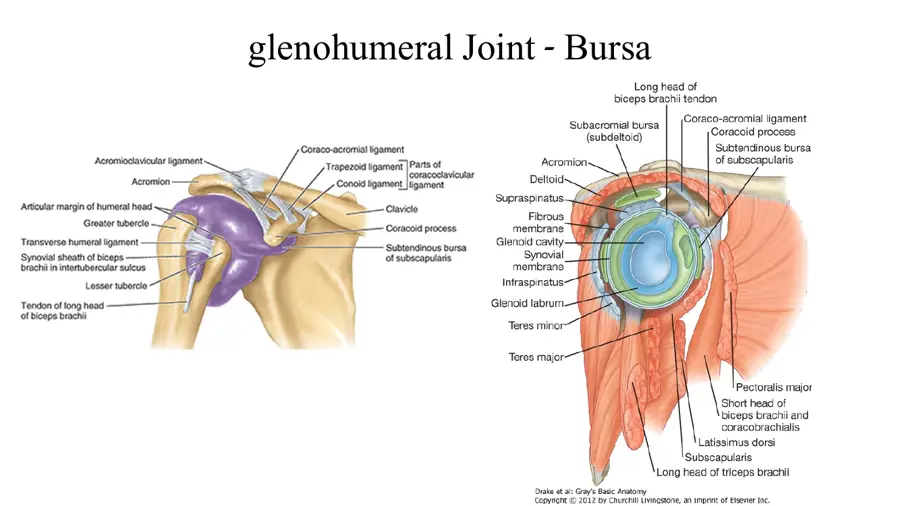 glenohumeral Joint - Bursa
Coraco-acromial ligament
Acromioclavicular ligament
Trapezoid ligament
Parts of
coracoclavicular
ligament
Acromion
Conoid ligament
Articular margin of humeral head
Clavicle
Greater tubercle
Coracoid process
Transverse humeral ligament
Subtendinous bursa
of subscapularis
Synovial sheath of biceps
brachii in intertubercular sulcus
Lesser tubercle
Tendon of long head
of biceps brachii
Long head of
biceps brachii tendon
Subacromial bursa
(subdeltoid)
Coraco-acromial ligament
Coracoid process
Subtendinous bursa
of subscapularis
Acromion
Deltoid
Supraspinatus
Fibrous
membrane
Glenoid cavity
Synovial
membrane
Infraspinatus
Glenoid labrum
Teres minor
Teres major
Pectoralis major
Short head of
biceps brachii and
coracobrachialis
Latissimus dorsi
Subscapularis
Long head of triceps brachii
Drake et al: Gray's Basic Anatomy
Copyright © 2012 by Churchill Livingstone, an imprint of Elsevier Inc.